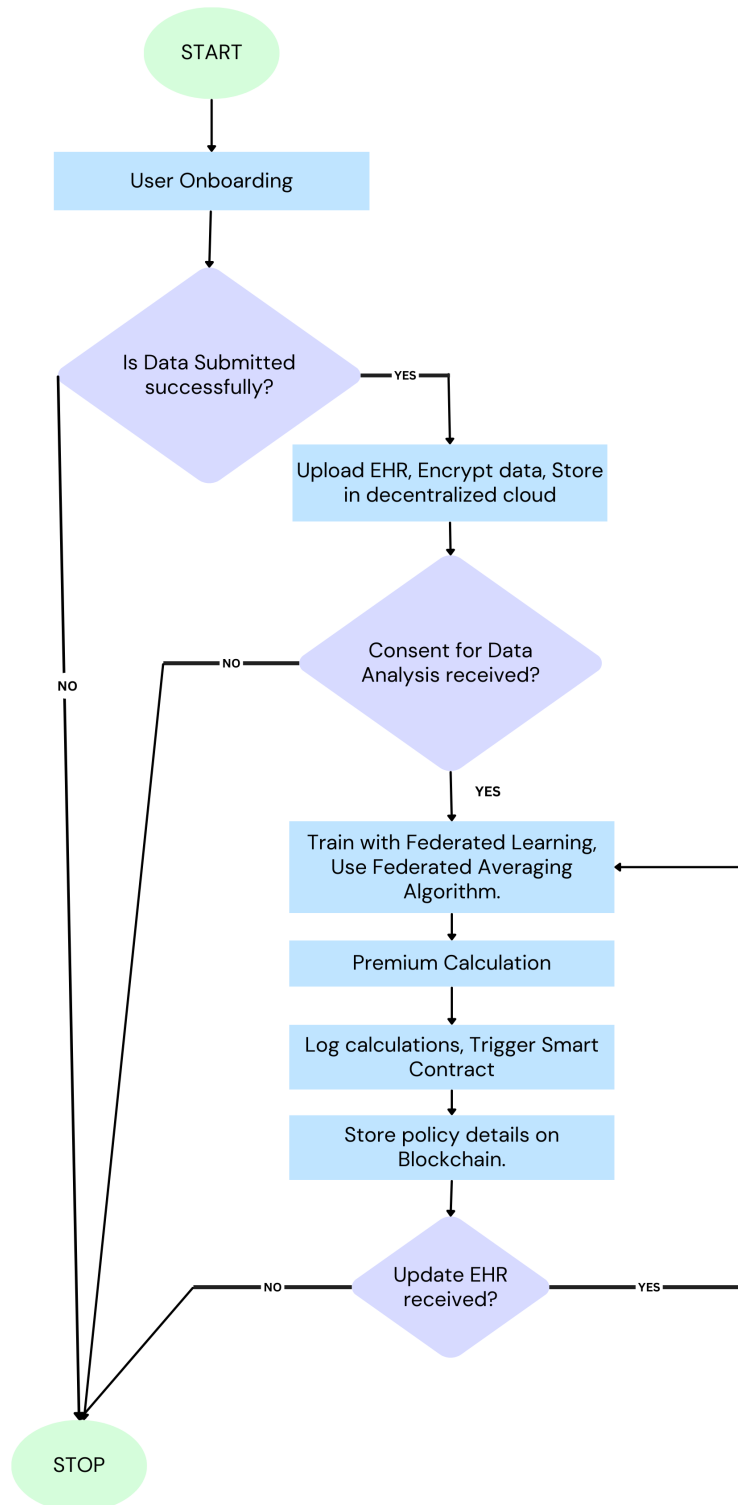 START
User Onboarding
Is Data Submitted
successfully?
YES
Upload EHR, Encrypt data, Store
in decentralized cloud
Consent for Data
Analysis received?
NO
NO
YES
Train with Federated Learning,
Use Federated Averaging
Algorithm.
Premium Calculation
Log calculations, Trigger Smart
Contract
Store policy details on
Blockchain.
Update EHR
received?
NO
YES
STOP